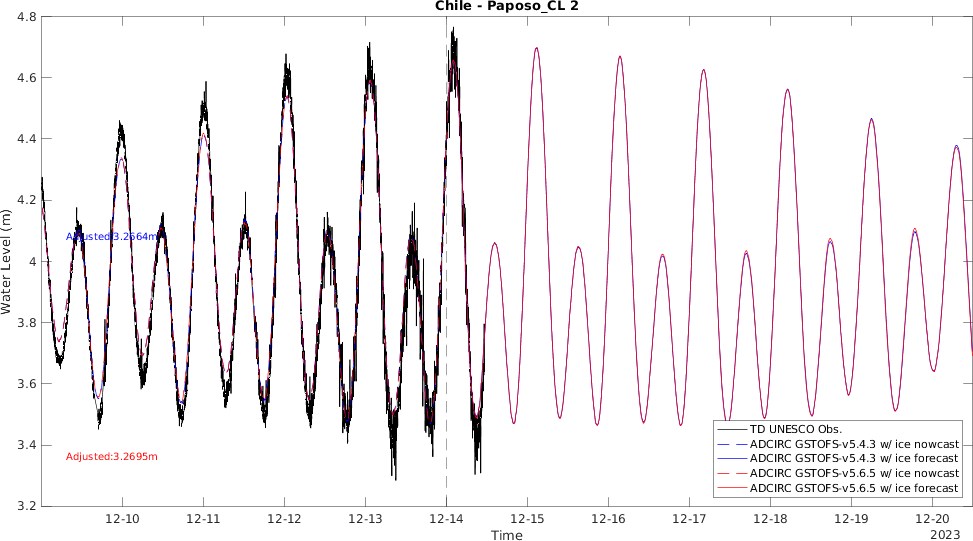 Chile - Paposo_CL 2
Water Level (m)
4.8
4.6
4.4
4.2
4
3.8
3.6
3.4
3.2
Adjusted:3.2664m
Adjusted:3.2695m
TD UNESCO Obs.
ADCIRC GSTOFS-v5.4.3 w/ ice nowcast
ADCIRC GSTOFS-v5.4.3 w/ ice forecast
ADCIRC GSTOFS-v5.6.5 w/ ice nowcast
ADCIRC GSTOFS-v5.6.5 w/ ice forecast
12-10 12-11 12-12 12-13 12-14 12-15 12-16 12-17 12-18 12-19 12-20
2023
Time